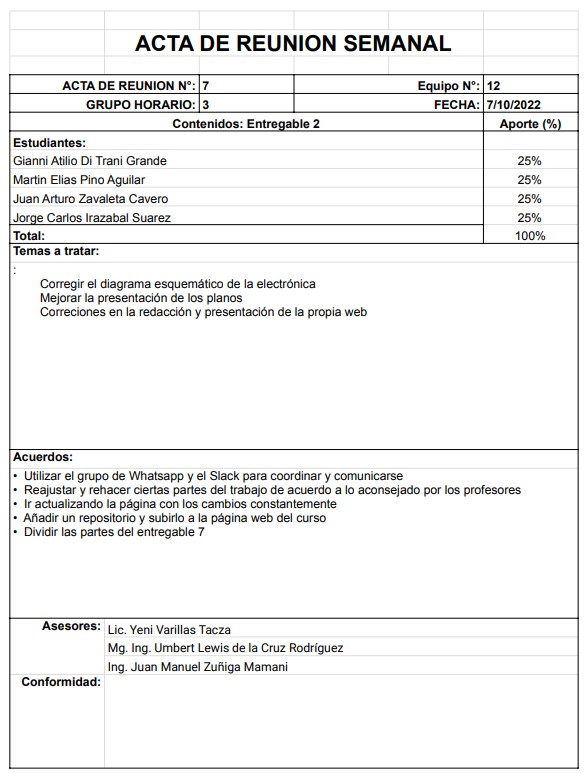 ACTA DE REUNION SEMANAL
ACTA DE REUNION N°: 7 Equipo N°: 12
GRUPO HORARIO: 3 FECHA: 7/10/2022
Contenidos: Entregable 2 Aporte (%)
Estudiantes:
Gianni Atilio Di Trani Grande 25%
Martin Elias Pino Aguilar 25%
Juan Arturo Zavaleta Cavero 25%
Jorge Carlos Irazabal Suarez 25%
Total: 100%
Temas a tratar:
:
Corregir el diagrama esquemático de la electrónica
Mejorar la presentación de los planos
Correciones en la redacción y presentación de la propia web
Acuerdos:
• Utilizar el grupo de Whatsapp y el Slack para coordinar y comunicarse
• Reajustar y rehacer ciertas partes del trabajo de acuerdo a lo aconsejado por los profesores
• Ir actualizando la página con los cambios constantemente
• Añadir un repositorio y subirlo a la página web del curso
• Dividir las partes del entregable 7
Asesores: Lic. Yeni Varillas Tacza
Mg. Ing. Umbert Lewis de la Cruz Rodríguez
Ing. Juan Manuel Zuñiga Mamani
Conformidad: